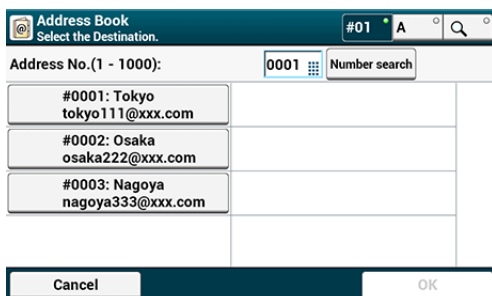 Address Book
Select the Destination.
#01 A
Address No.(1 - 1000): 0001 Number search
#0001: Tokyo
tokyo111@xxx.com
#0002: Osaka
osaka222@xxx.com
#0003: Nagoya
nagoya333@xxx.com
Cancel OK